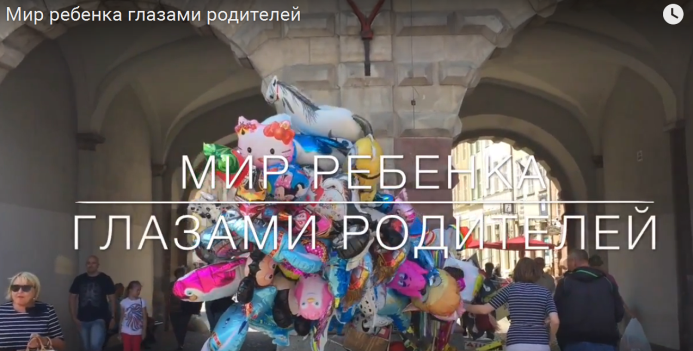 Мир ребенка глазами родителей
МИР РЕБЕНКА
ГЛАЗАМИ РОДИТЕЛЕЙ